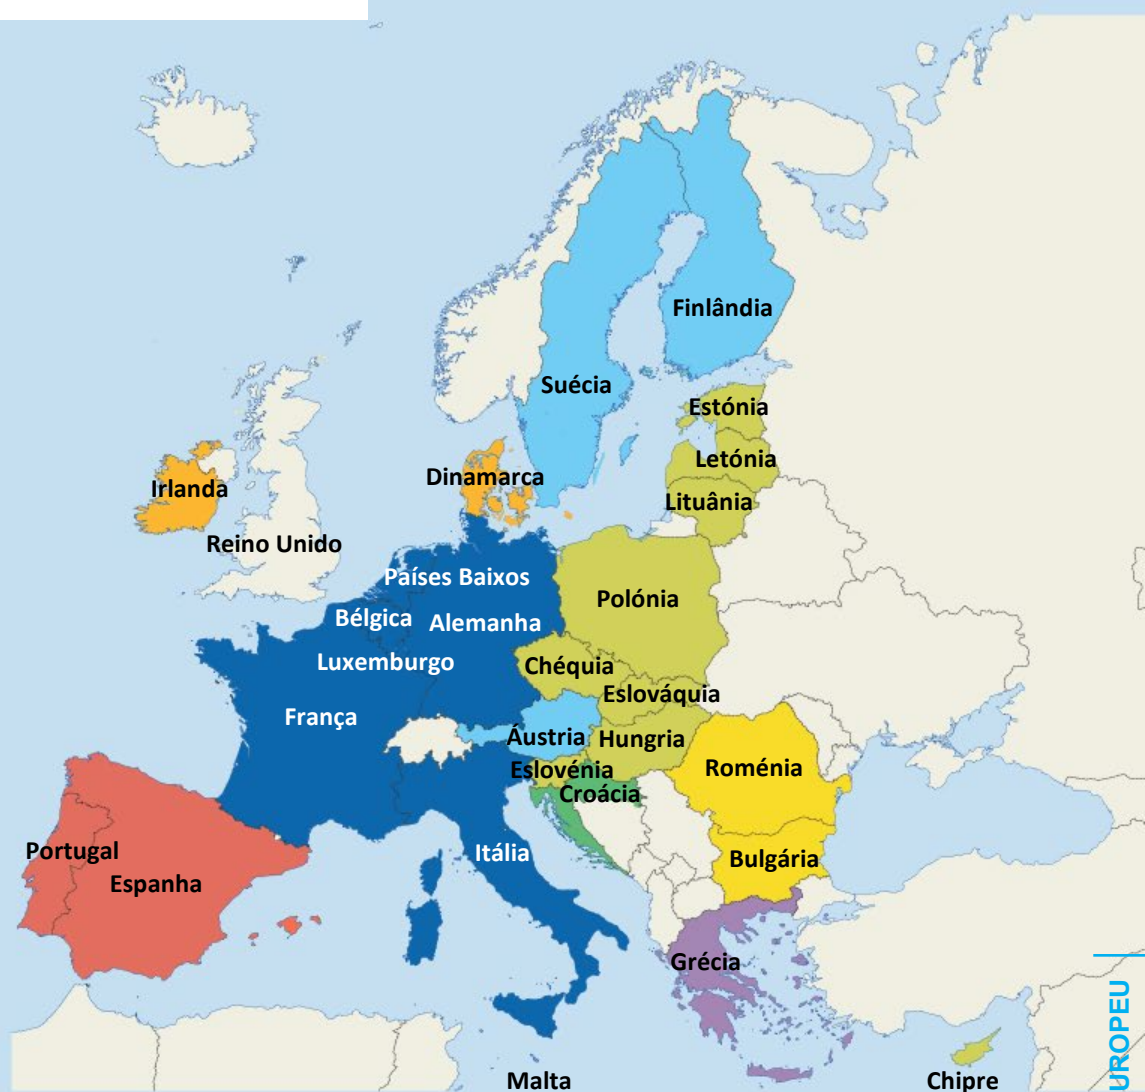 Finlândia
Suécia
Estónia
Letónia
Dinamarca
Irlanda
Lituânia
Reino Unido
Países Baixos
Polónia
Bélgica
Alemanha
Luxemburgo
Chéquia
Eslováquia
França
Áustria
Hungria
Eslovénia
Roménia
Croácia
Portugal
Itália
Bulgária
Espanha
Grécia
UROPEU
Malta
Chipre